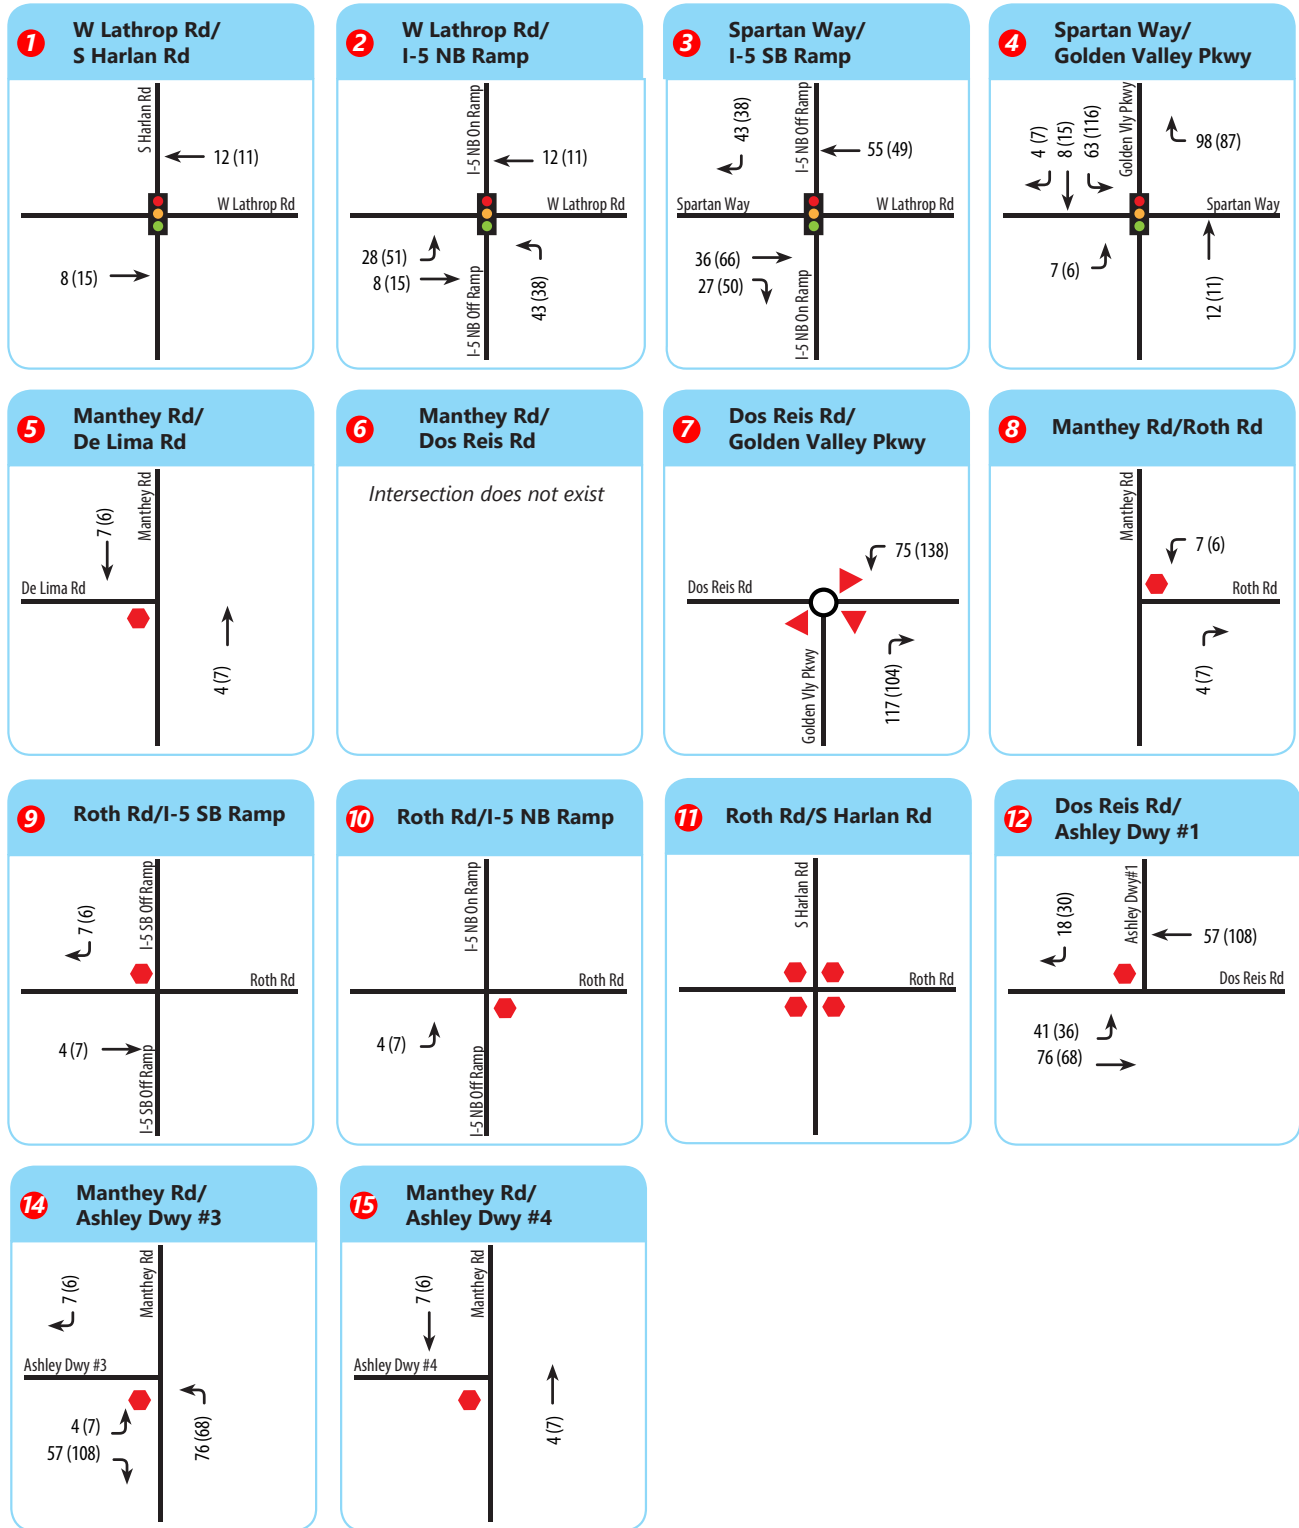 1
W Lathrop Rd/
S Harlan Rd
S Harlan Rd
12 (11)
W Lathrop Rd
8 (15)
2
W Lathrop Rd/
I-5 NB Ramp
I-5 NB On Ramp
12 (11)
W Lathrop Rd
28 (51)
8 (15)
43 (38)
I-5 NB Off Ramp
3
Spartan Way/
I-5 SB Ramp
43 (38)
I-5 NB Off Ramp
55 (49)
Spartan Way
W Lathrop Rd
36 (66)
27 (50)
I-5 NB On Ramp
4
Spartan Way/
Golden Valley Pkwy
4 (7)
8 (15)
63 (116)
Golden Vly Pkwy
98 (87)
Spartan Way
7 (6)
12 (11)
5
Manthey Rd/
De Lima Rd
7 (6)
Manthey Rd
De Lima Rd
4 (7)
6
Manthey Rd/
Dos Reis Rd
Intersection does not exist
7
Dos Reis Rd/
Golden Valley Pkwy
75 (138)
Dos Reis Rd
Golden Vly Pkwy
117 (104)
8
Manthey Rd/Roth Rd
Manthey Rd
7 (6)
Roth Rd
4 (7)
9
Roth Rd/I-5 SB Ramp
7 (6)
I-5 SB Off Ramp
Roth Rd
4 (7)
I-5 SB Off Ramp
10
Roth Rd/I-5 NB Ramp
I-5 NB On Ramp
Roth Rd
4 (7)
I-5 NB Off Ramp
11
Roth Rd/S Harlan Rd
S Harlan Rd
Roth Rd
12
Dos Reis Rd/
Ashley Dwy #1
18 (30)
Ashley Dwy#1
57 (108)
Dos Reis Rd
41 (36)
76 (68)
14
Manthey Rd/
Ashley Dwy #3
7 (6)
Manthey Rd
Ashley Dwy #3
4 (7)
57 (108)
76 (68)
15
Manthey Rd/
Ashley Dwy #4
7 (6)
Manthey Rd
Ashley Dwy #4
4 (7)